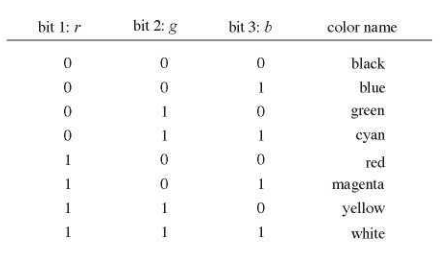 bit 1: r bit 2: g bit 3: b color name
0 0 0 black
0 0 1 blue
0 1 0 green
0 1 1 cyan
1 0 0 red
1 0 1 magenta
1 1 0 yellow
1 1 1 white